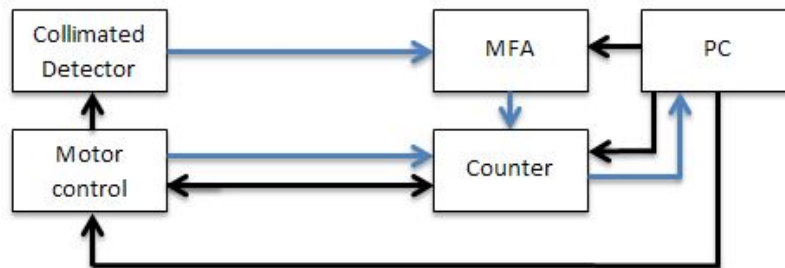 Collimated
Detector
MFA
PC
Motor
control
Counter